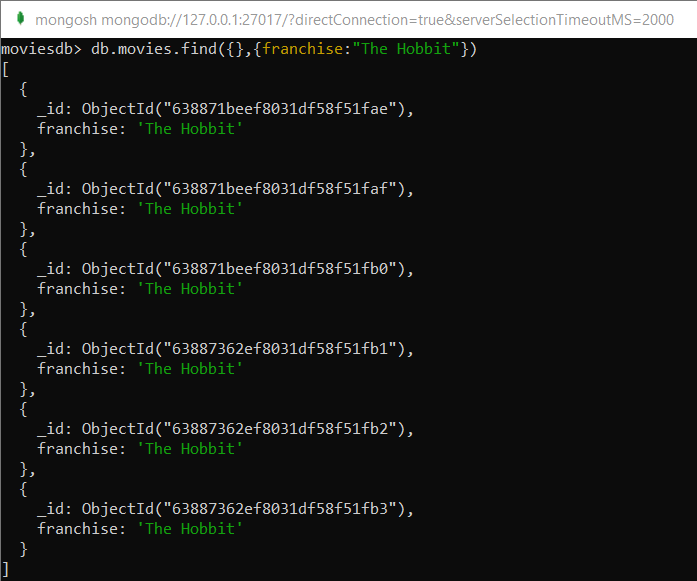 mongosh mongodb://127.0.0.1:27017/?directConnection=true&serverSelectionTimeoutMS=2000
moviesdb> db.movies.find({},{franchise:"The Hobbit"})
[
  {
    _id: ObjectId("638871beef8031df58f51fae"),
    franchise: 'The Hobbit'
  },
  {
    _id: ObjectId("638871beef8031df58f51faf"),
    franchise: 'The Hobbit'
  },
  {
    _id: ObjectId("638871beef8031df58f51fb0"),
    franchise: 'The Hobbit'
  },
  {
    _id: ObjectId("63887362ef8031df58f51fb1"),
    franchise: 'The Hobbit'
  },
  {
    _id: ObjectId("63887362ef8031df58f51fb2"),
    franchise: 'The Hobbit'
  },
  {
    _id: ObjectId("63887362ef8031df58f51fb3"),
    franchise: 'The Hobbit'
  }
]